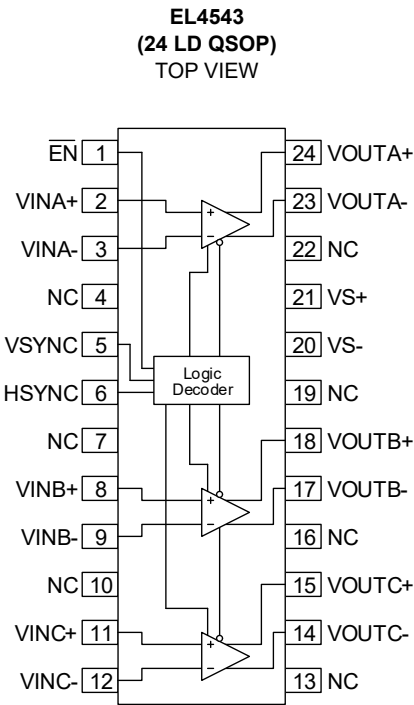 EL4543
(24 LD QSOP)
TOP VIEW
EN 1
24 VOUTA+
VINA+ 2
+
23 VOUTA-
VINA- 3
-
22 NC
NC 4
21 VS+
VSYNC 5
20 VS-
HSYNC 6
Logic
Decoder
19 NC
NC 7
18 VOUTB+
VINB+ 8
+
17 VOUTB-
VINB- 9
-
16 NC
NC 10
15 VOUTC+
VINC+ 11
+
14 VOUTC-
VINC- 12
-
13 NC